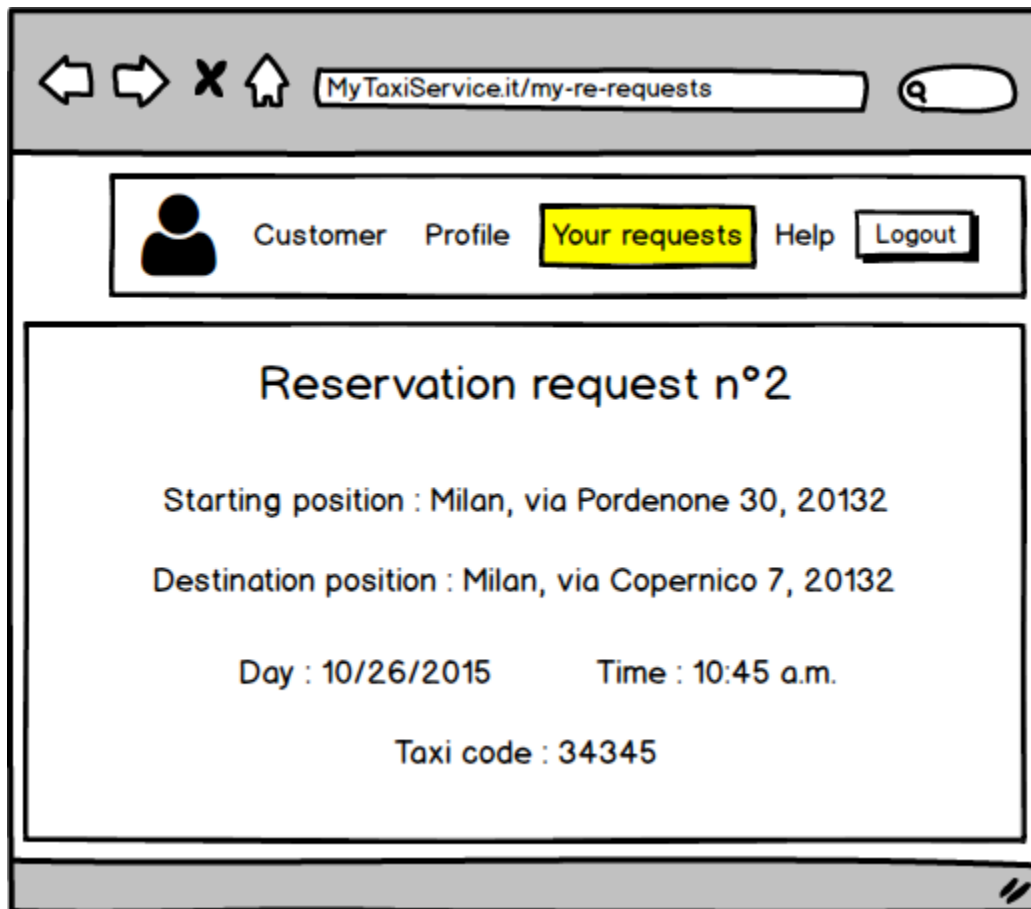 MyTaxiService.it/my-re-requests
Customer Profile Your requests Help Logout
Reservation request n°2
Starting position : Milan, via Pordenone 30, 20132
Destination position : Milan, via Copernico 7, 20132
Day : 10/26/2015 Time : 10:45 a.m.
Taxi code : 34345